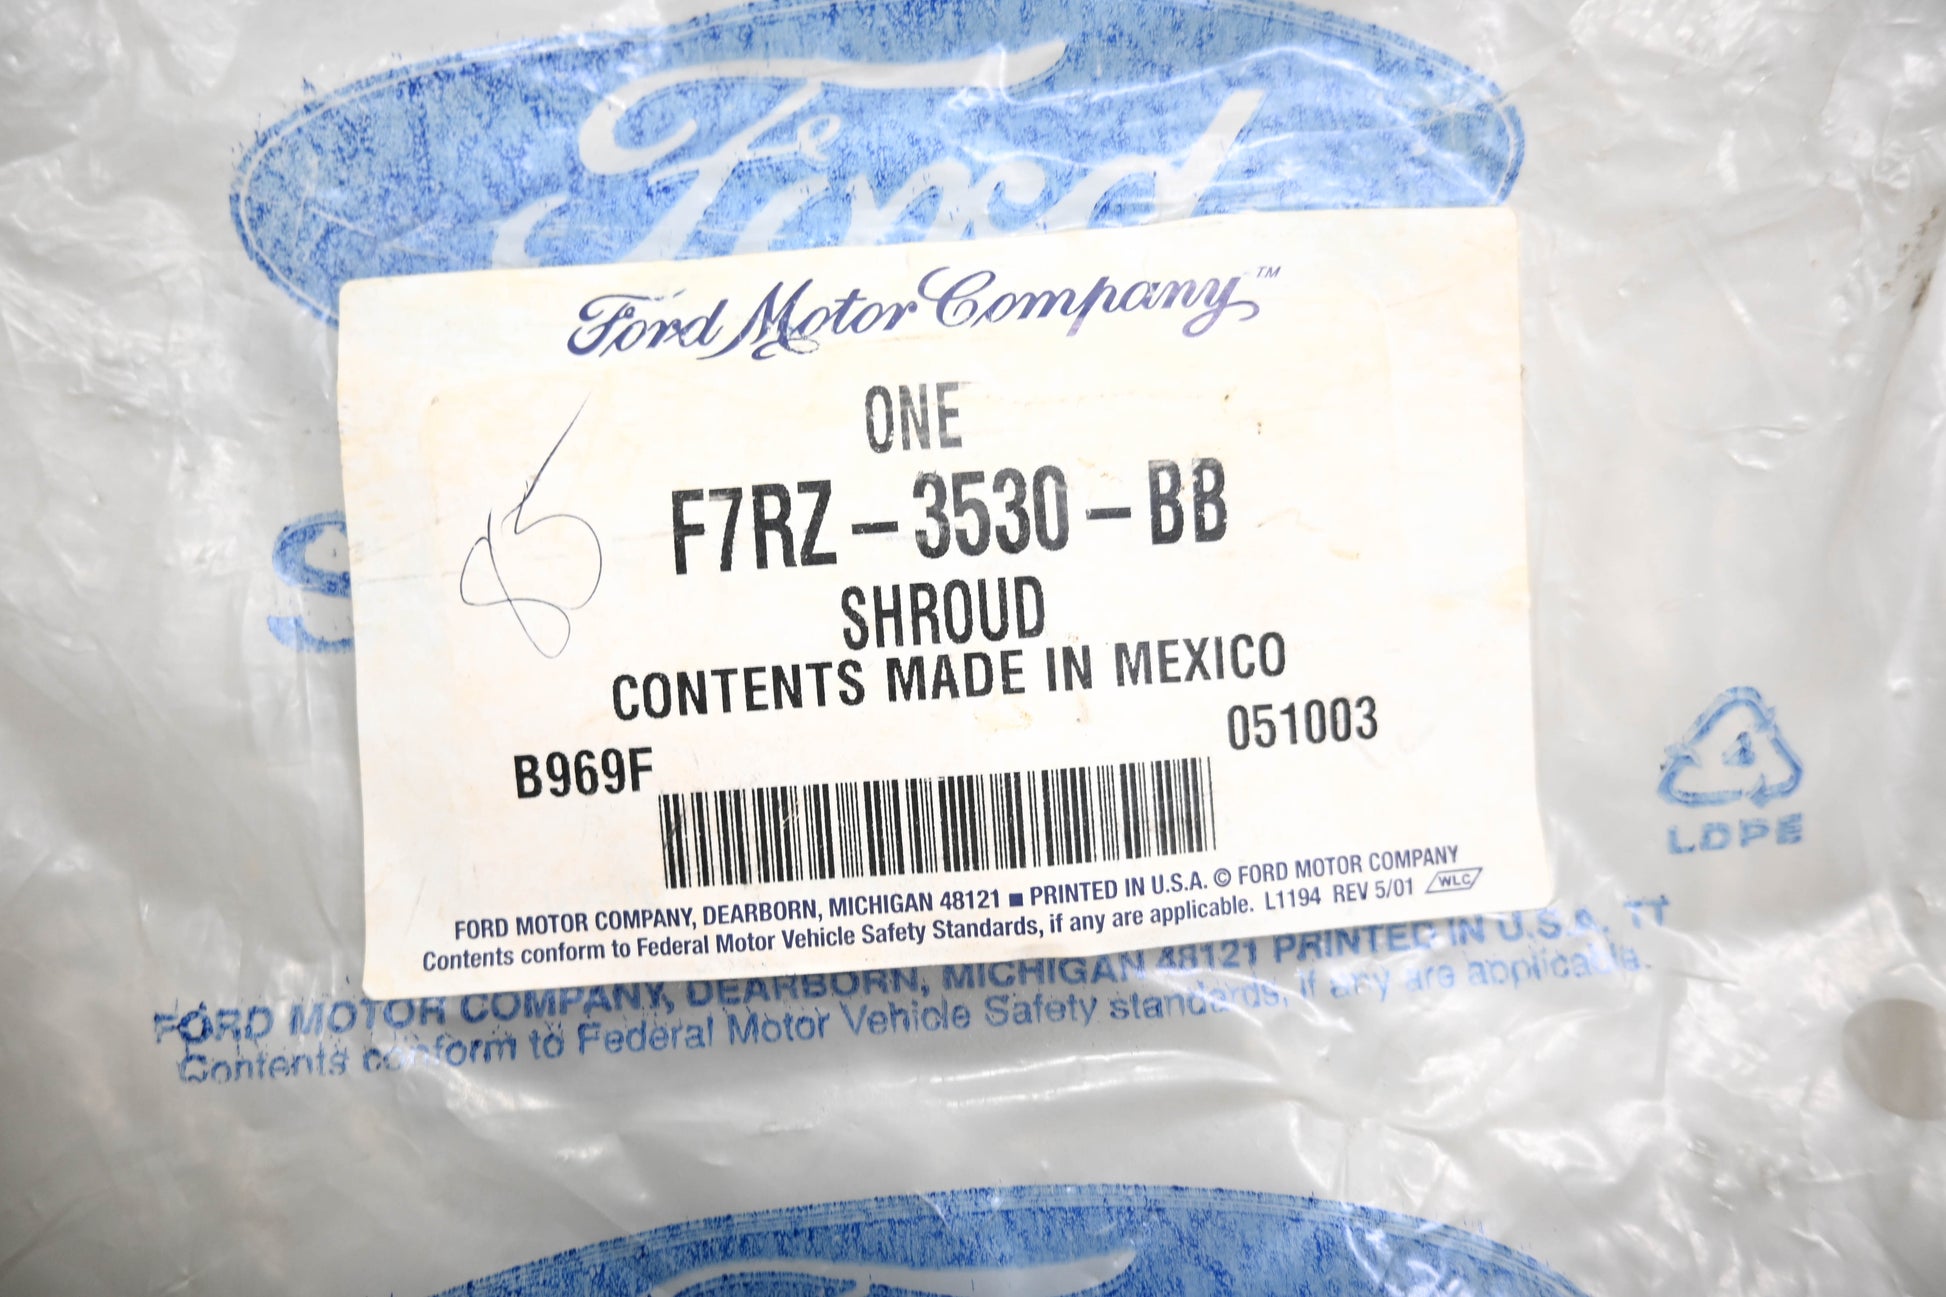 Ford
Ford Motor Company™
ONE
F7RZ-3530-BB
SHROUD
CONTENTS MADE IN MEXICO
B969F
051003
FORD MOTOR COMPANY, DEARBORN, MICHIGAN 48121 ■ PRINTED IN U.S.A. © FORD MOTOR COMPANY
Contents conform to Federal Motor Vehicle Safety Standards, if any are applicable. L1194 REV 5/01 WLC
4
LDPE
FORD MOTOR COMPANY, DEARBORN, MICHIGAN 48121 PRINTED IN U.S.A.
Contents conform to Federal Motor Vehicle Safety standards, if any are applicable.